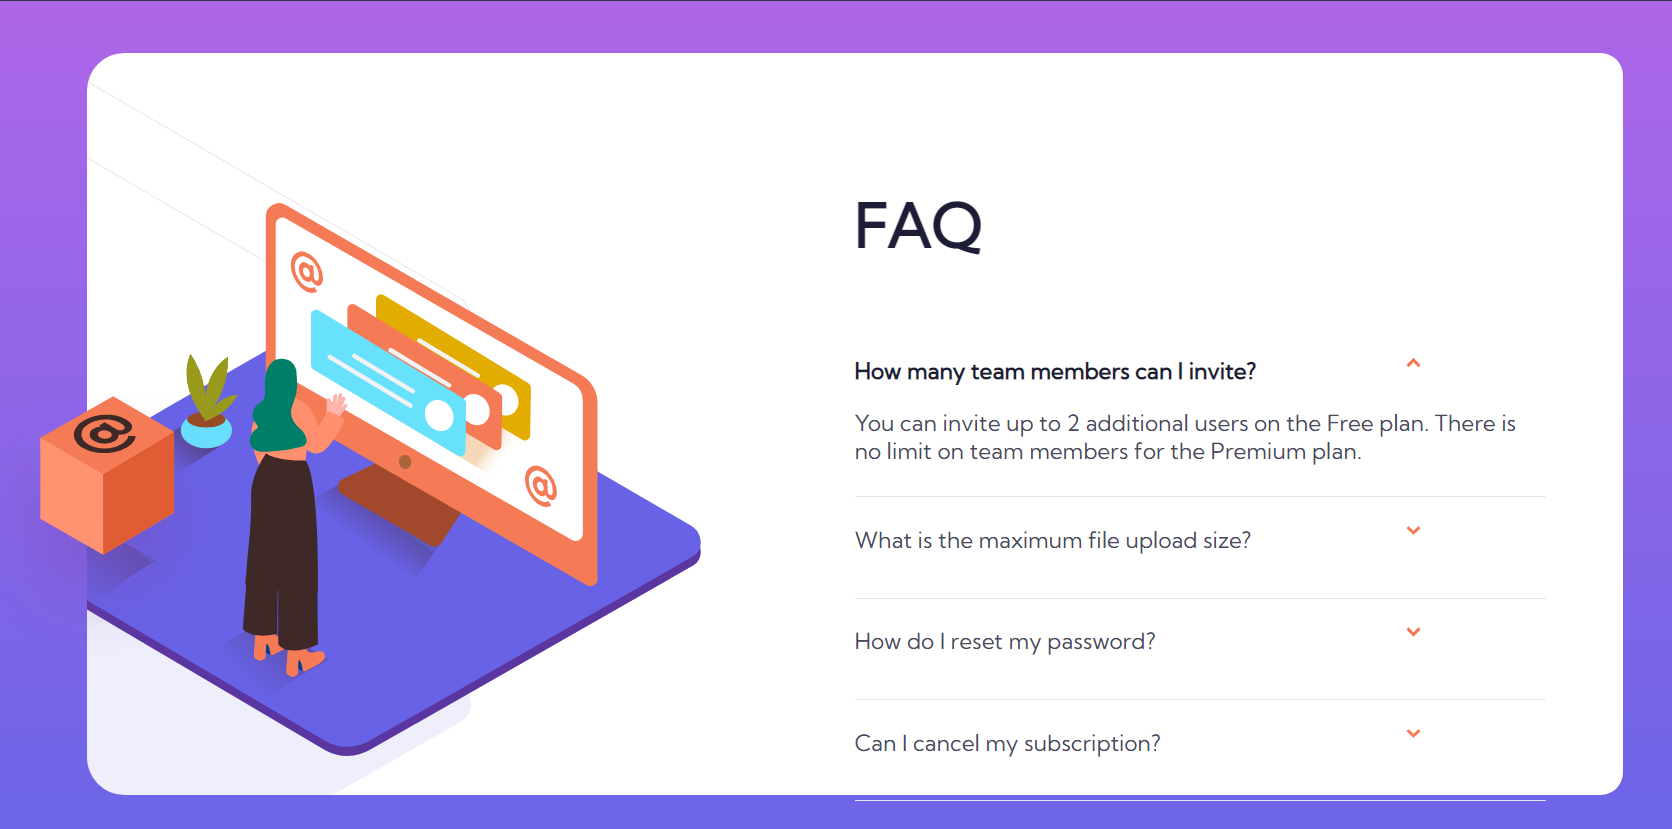 @
@
@
FAQ
How many team members can I invite?
You can invite up to 2 additional users on the Free plan. There is
no limit on team members for the Premium plan.
What is the maximum file upload size?
How do I reset my password?
Can I cancel my subscription?